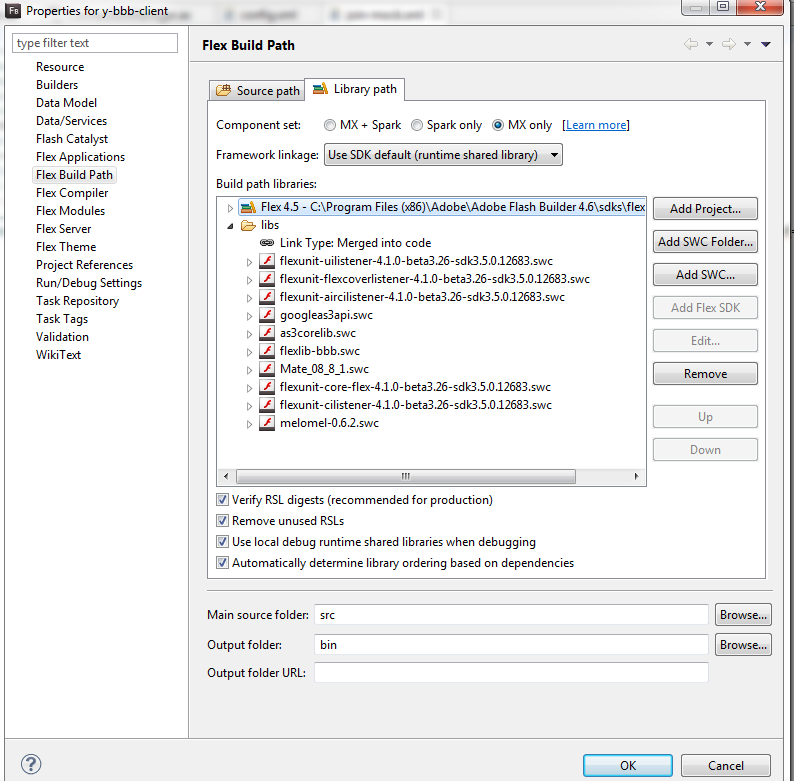 Fb Properties for y-bbb-client
type filter text
Resource
Builders
Data Model
Data/Services
Flash Catalyst
Flex Applications
Flex Build Path
Flex Compiler
Flex Modules
Flex Server
Flex Theme
Project References
Run/Debug Settings
Task Repository
Task Tags
Validation
WikiText
Flex Build Path
Source path Library path
Component set: MX + Spark Spark only MX only [Learn more]
Framework linkage: Use SDK default (runtime shared library)
Build path libraries:
Flex 4.5 - C:\Program Files (x86)\Adobe\Adobe Flash Builder 4.6\sdks\flex
libs
Link Type: Merged into code
flexunit-uilistener-4.1.0-beta3.26-sdk3.5.0.12683.swc
flexunit-flexcoverlistener-4.1.0-beta3.26-sdk3.5.0.12683.swc
flexunit-aircilistener-4.1.0-beta3.26-sdk3.5.0.12683.swc
googleas3api.swc
as3corelib.swc
flexlib-bbb.swc
Mate_08_8_1.swc
flexunit-core-flex-4.1.0-beta3.26-sdk3.5.0.12683.swc
flexunit-cilistener-4.1.0-beta3.26-sdk3.5.0.12683.swc
melomel-0.6.2.swc
Add Project...
Add SWC Folder...
Add SWC...
Add Flex SDK
Edit...
Remove
Up
Down
Verify RSL digests (recommended for production)
Remove unused RSLs
Use local debug runtime shared libraries when debugging
Automatically determine library ordering based on dependencies
Main source folder: src Browse...
Output folder: bin Browse...
Output folder URL:
OK Cancel